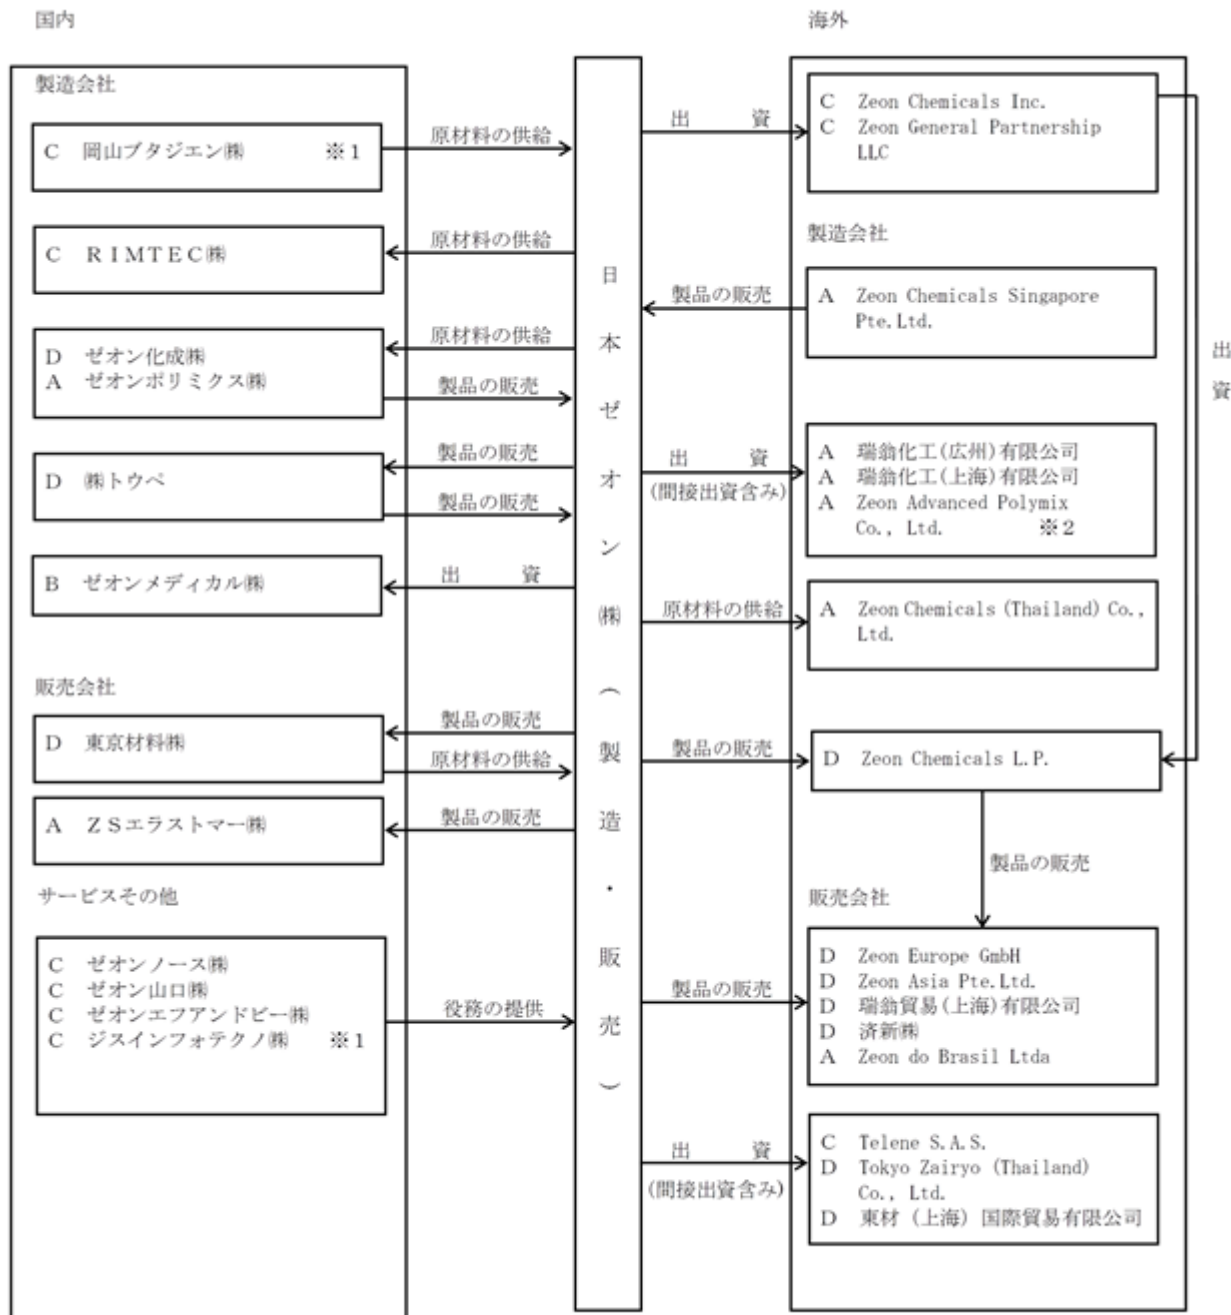 国内
製造会社
C 岡山ブタジエン㈱ ※1
C RIMTEC㈱
D ゼオン化成㈱
A ゼオンポリミクス㈱
D ㈱トウペ
B ゼオンメディカル㈱
販売会社
D 東京材料㈱
A ZSエラストマー㈱
サービスその他
C ゼオンノース㈱
C ゼオン山口㈱
C ゼオンエフアンドビー㈱
C ジスインフォテクノ㈱ ※1
原材料の供給
原材料の供給
原材料の供給
製品の販売
製品の販売
製品の販売
出 資
製品の販売
原材料の供給
製品の販売
役務の提供
日本ゼオン㈱(製造・販売)
出 資
製品の販売
出 資
(間接出資含み)
原材料の供給
製品の販売
製品の販売
出 資
(間接出資含み)
海外
C Zeon Chemicals Inc.
C Zeon General Partnership
LLC
製造会社
A Zeon Chemicals Singapore
Pte.Ltd.
A 瑞翁化工(広州)有限公司
A 瑞翁化工(上海)有限公司
A Zeon Advanced Polymix
Co., Ltd. ※2
A Zeon Chemicals (Thailand) Co.,
Ltd.
D Zeon Chemicals L.P.
製品の販売
販売会社
D Zeon Europe GmbH
D Zeon Asia Pte.Ltd.
D 瑞翁貿易(上海)有限公司
D 済新㈱
A Zeon do Brasil Ltda
C Telene S.A.S.
D Tokyo Zairyo (Thailand)
Co., Ltd.
D 東材 (上海) 国際貿易有限公司
出資